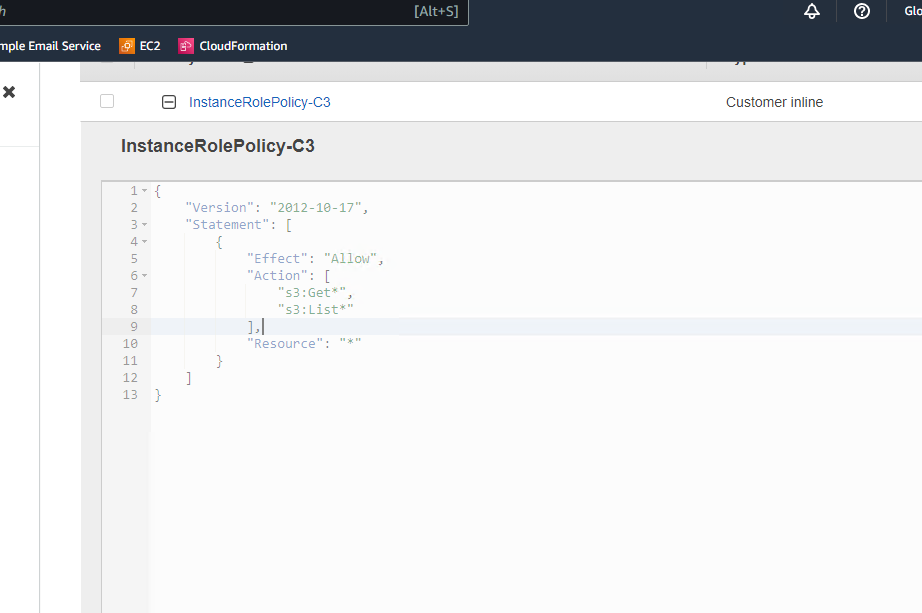 [Alt+S]
mple Email Service EC2 CloudFormation
InstanceRolePolicy-C3 Customer inline
InstanceRolePolicy-C3
1 {
2 "Version": "2012-10-17",
3 "Statement": [
4 {
5 "Effect": "Allow",
6 "Action": [
7 "s3:Get*",
8 "s3:List*"
9 ],
10 "Resource": "*"
11 }
12 ]
13 }